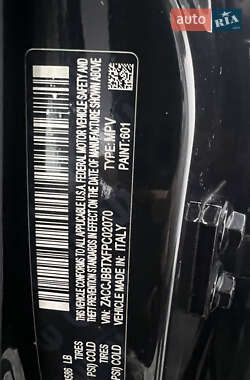 AUTO RIA
THIS VEHICLE CONFORMS TO ALL APPLICABLE U.S.A. FEDERAL MOTOR VEHICLE SAFETY, AND
THEFT PREVENTION STANDARDS IN EFFECT ON THE DATE OF MANUFACTURE SHOWN ABOVE.
VIN: ZACCJBBTXFPC02070 TYPE: MPV
VEHICLE MADE IN: ITALY PAINT: 601
LB TIRES
PSI) COLD
TIRES
PSI) COLD